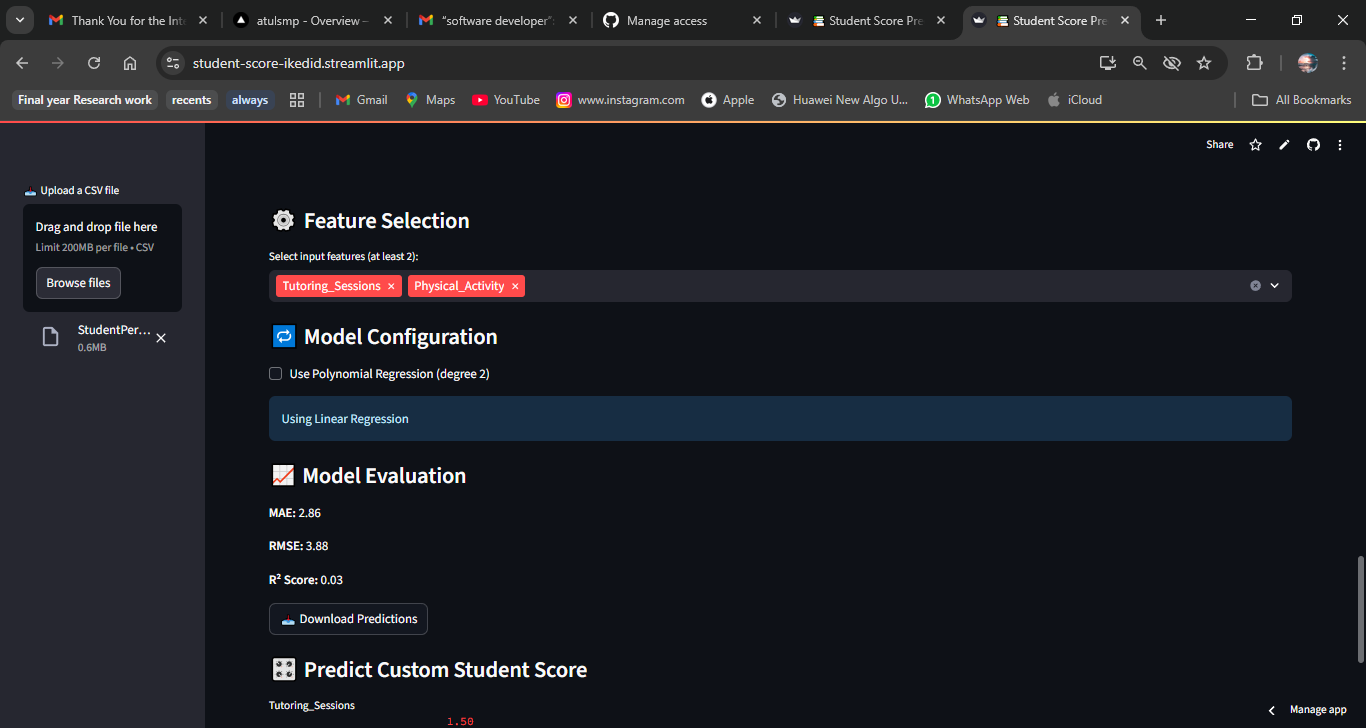 Thank You for the Inte
atulsmp - Overview –
"software developer":
Manage access
Student Score Pre
Student Score Pre
student-score-ikedid.streamlit.app
Final year Research work
recents
always
Gmail
Maps
YouTube
www.instagram.com
Apple
Huawei New Algo U...
WhatsApp Web
iCloud
All Bookmarks
Share
Upload a CSV file
Drag and drop file here
Limit 200MB per file • CSV
Browse files
StudentPer...
0.6MB
Feature Selection
Select input features (at least 2):
Tutoring_Sessions
Physical_Activity
Model Configuration
Use Polynomial Regression (degree 2)
Using Linear Regression
Model Evaluation
MAE: 2.86
RMSE: 3.88
R² Score: 0.03
Download Predictions
Predict Custom Student Score
Tutoring_Sessions
1.50
Manage app